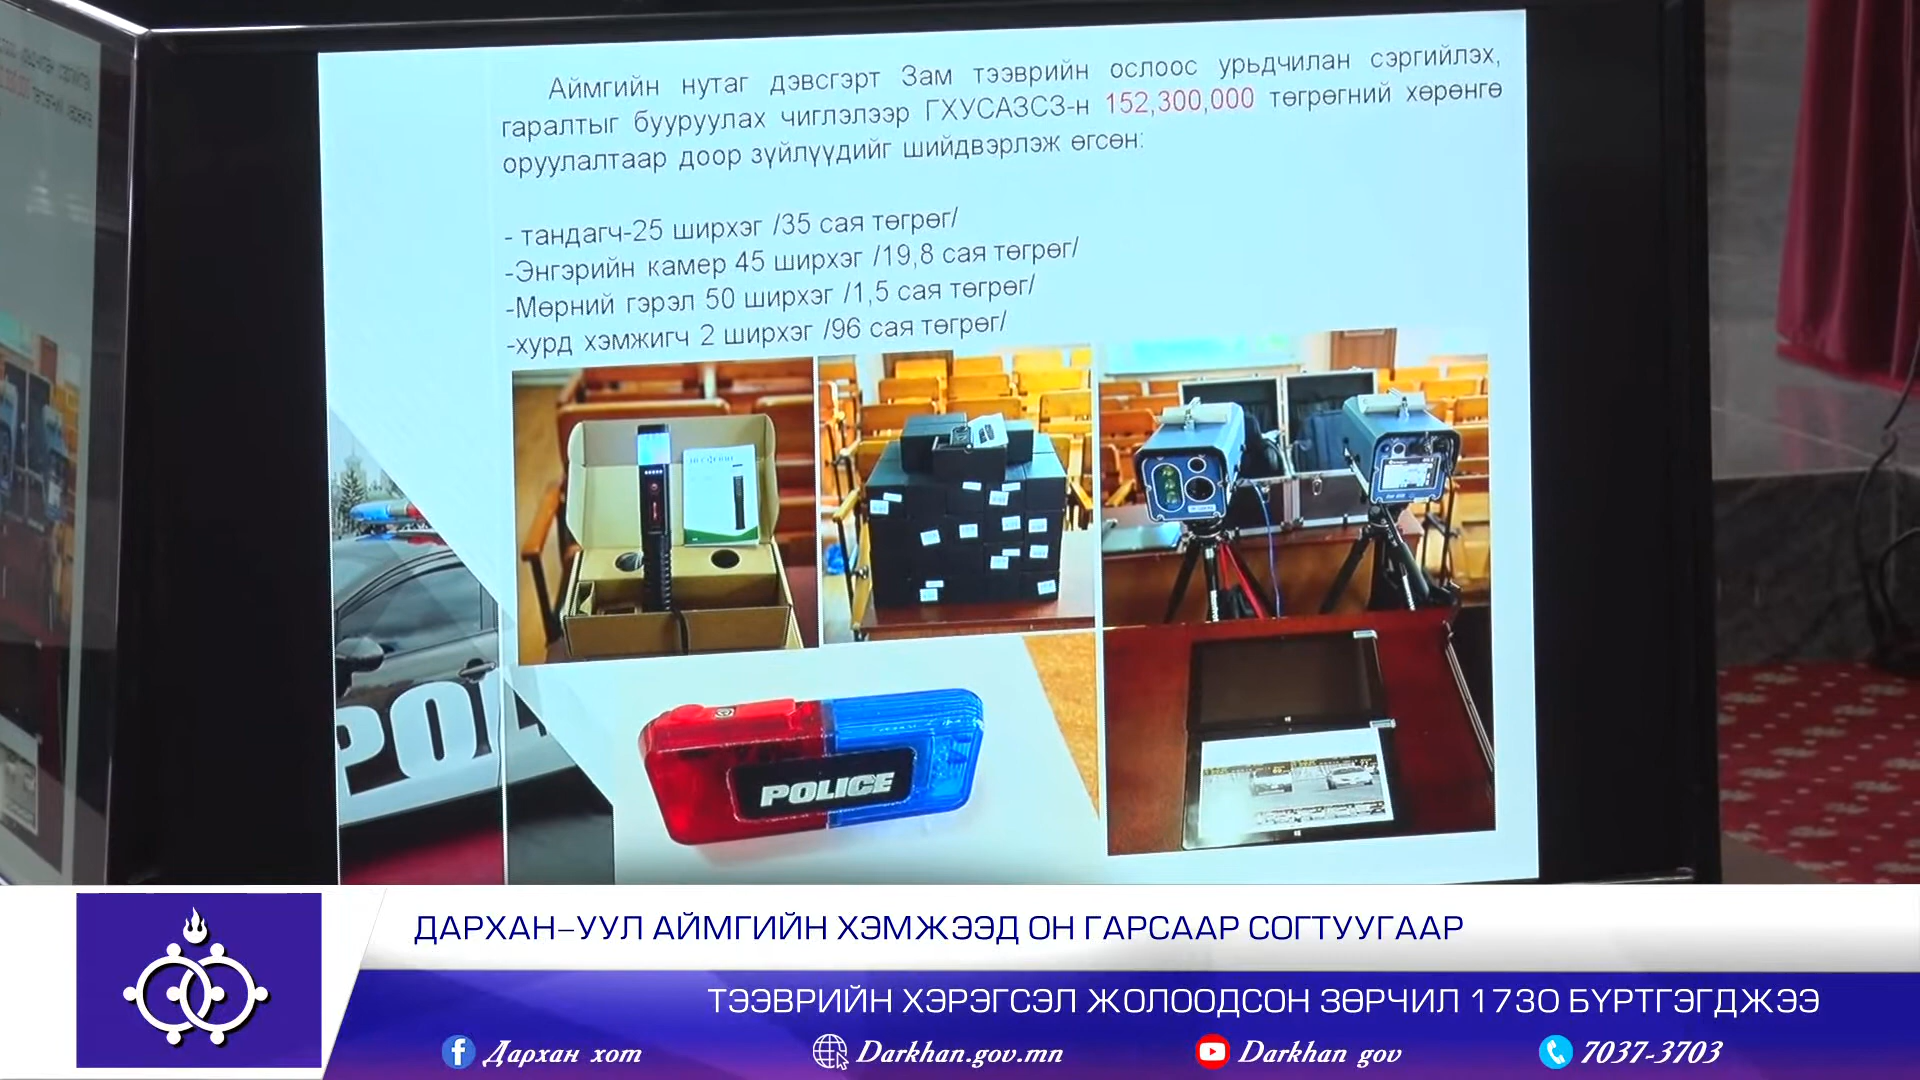 Аймгийн нутаг дэвсгэрт Зам тээврийн ослоос урьдчилан сэргийлэх,
гаралтыг бууруулах чиглэлээр ГХУСАЗСЗ-н 152,300,000 төгрөгний хөрөнгө
оруулалтаар доор зүйлүүдийг шийдвэрлэж өгсөн:
- тандагч-25 ширхэг /35 сая төгрөг/
-Энгэрийн камер 45 ширхэг /19,8 сая төгрөг/
-Мөрний гэрэл 50 ширхэг /1,5 сая төгрөг/
-хурд хэмжигч 2 ширхэг /96 сая төгрөг/
POLICE
ДАРХАН-УУЛ АЙМГИЙН ХЭМЖЭЭД ОН ГАРСААР СОГТУУГААР
ТЭЭВРИЙН ХЭРЭГСЭЛ ЖОЛООДСОН ЗӨРЧИЛ 1730 БҮРТГЭГДЖЭЭ
Дархан хот
Darkhan.gov.mn
Darkhan gov
7037-3703